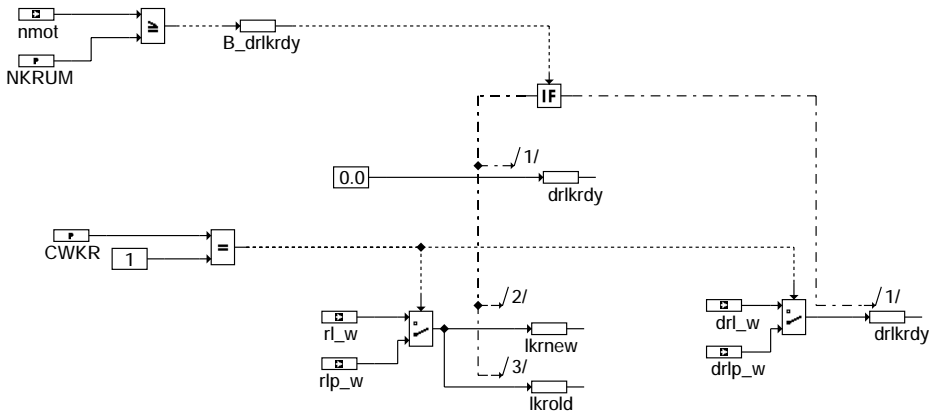 nmot
P
NKRUM
≥
B_drlkrdy
IF
/1/
0.0
drlkrdy
P
CWKR
1
=
/2/
/1/
rl_w
drl_w
lkrnew
drlkrdy
rlp_w
/3/
drlp_w
lkrold